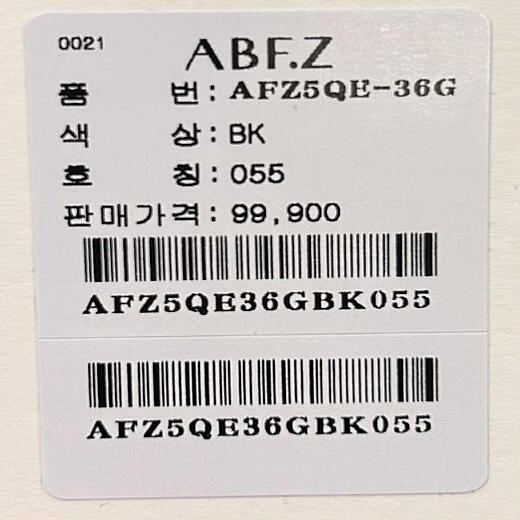 0021
ABF.Z
품 번 : AFZ5QE-36G
색 상 : BK
호 칭 : 055
판매가격 : 99,900
AFZ5QE36GBK055
AFZ5QE36GBK055